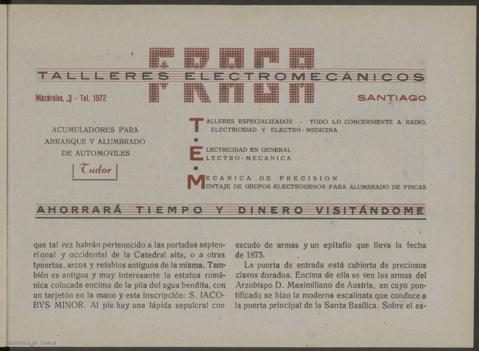 FRAGA
TALLLERES ELECTROMECÁNICOS
Mazarelos, - Tel. 1972
SANTIAGO
ACUMULADORES PARA
ARRANQUE Y ALUMBRADO
DE AUTOMOVILES
Tudor
TALLERES ESPECIALIZADOS - TODO LO CONCERNIENTE A RADIO,
ELECTRICIDAD Y ELECTRO-MEDICINA
ELECTRICIDAD EN GENERAL
ELECTRO-MECANICA
MECANICA DE PRECISION
MONTAJE DE GRUPOS ELECTROGENOS PARA ALUMBRADO DE FINCAS
AHORRARÁ TIEMPO Y DINERO VISITÁNDOME
que tal vez habrán pertenecido a las portadas septen-
rional y occidental de la Catedral alta, o a otras
puertas, arcos y retablos antiguos de la misma. Tam-
bién es antigua y muy interesante la estatua romá-
nica colocada encima de la pila del agua bendita, con
un tarjetón en la mano y esta inscripción: S. IACO-
BVS MINOR. Al pie hay una lápida sepulcral con
escudo de armas y un epitafio que lleva la fecha
de 1873.
La puerta de entrada está cubierta de preciosos
clavos dorados. Encima de ella se ven las armas del
Arzobispo D. Maximiliano de Austria, en cuyo pon-
tificado se hizo la moderna escalinata que conduce a
la puerta principal de la Santa Basílica. Sobre el es-